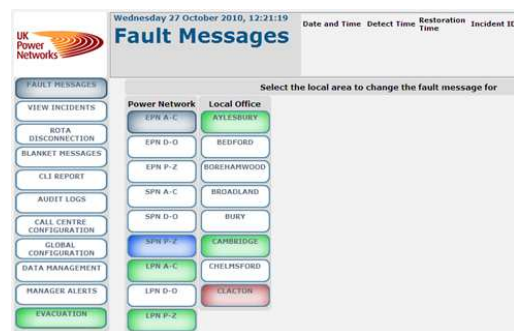 Wednesday 27 October 2010, 12:21:19
Fault Messages
Date and Time Detect Time Restoration Time Incident ID
UK
Power
Networks
FAULT MESSAGES
VIEW INCIDENTS
ROTA
DISCONNECTION
BLANKET MESSAGES
CLI REPORT
AUDIT LOGS
CALL CENTRE
CONFIGURATION
GLOBAL
CONFIGURATION
DATA MANAGEMENT
MANAGER ALERTS
EVACUATION
Select the local area to change the fault message for
Power Network Local Office
EPN A-C AYLESBURY
EPN D-O BEDFORD
EPN P-Z BOREHAMWOOD
SPN A-C BROADLAND
SPN D-O BURY
SPN P-Z CAMBRIDGE
LPN A-C CHELMSFORD
LPN D-O CLACTON
LPN P-Z